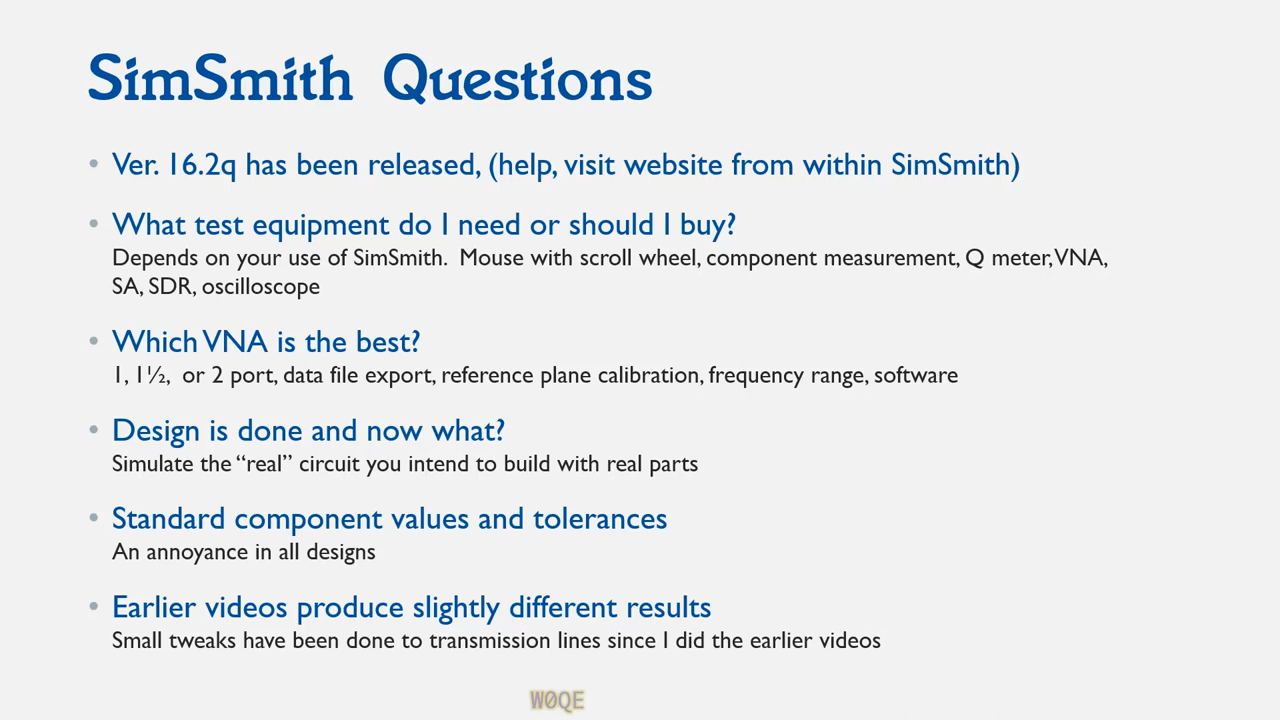 SimSmith Questions
• Ver. 16.2q has been released, (help, visit website from within SimSmith)
• What test equipment do I need or should I buy?
Depends on your use of SimSmith.  Mouse with scroll wheel, component measurement, Q meter, VNA,
SA, SDR, oscilloscope
• Which VNA is the best?
1, 1½,  or 2 port, data file export, reference plane calibration, frequency range, software
• Design is done and now what?
Simulate the “real” circuit you intend to build with real parts
• Standard component values and tolerances
An annoyance in all designs
• Earlier videos produce slightly different results
Small tweaks have been done to transmission lines since I did the earlier videos
WØQE